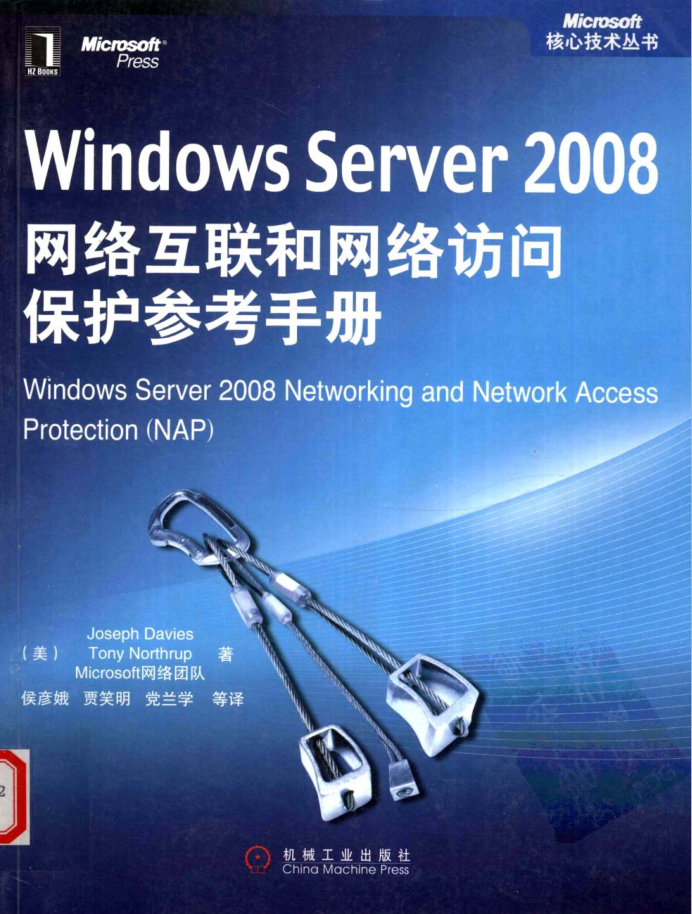 Microsoft
核心技术丛书
HZ BOOKS
Microsoft®
Press
Windows Server 2008
网络互联和网络访问
保护参考手册
Windows Server 2008 Networking and Network Access
Protection (NAP)
Joseph Davies
(美) Tony Northrup 著
Microsoft网络团队
侯彦娥 贾笑明 党兰学 等译
2
机械工业出版社
China Machine Press